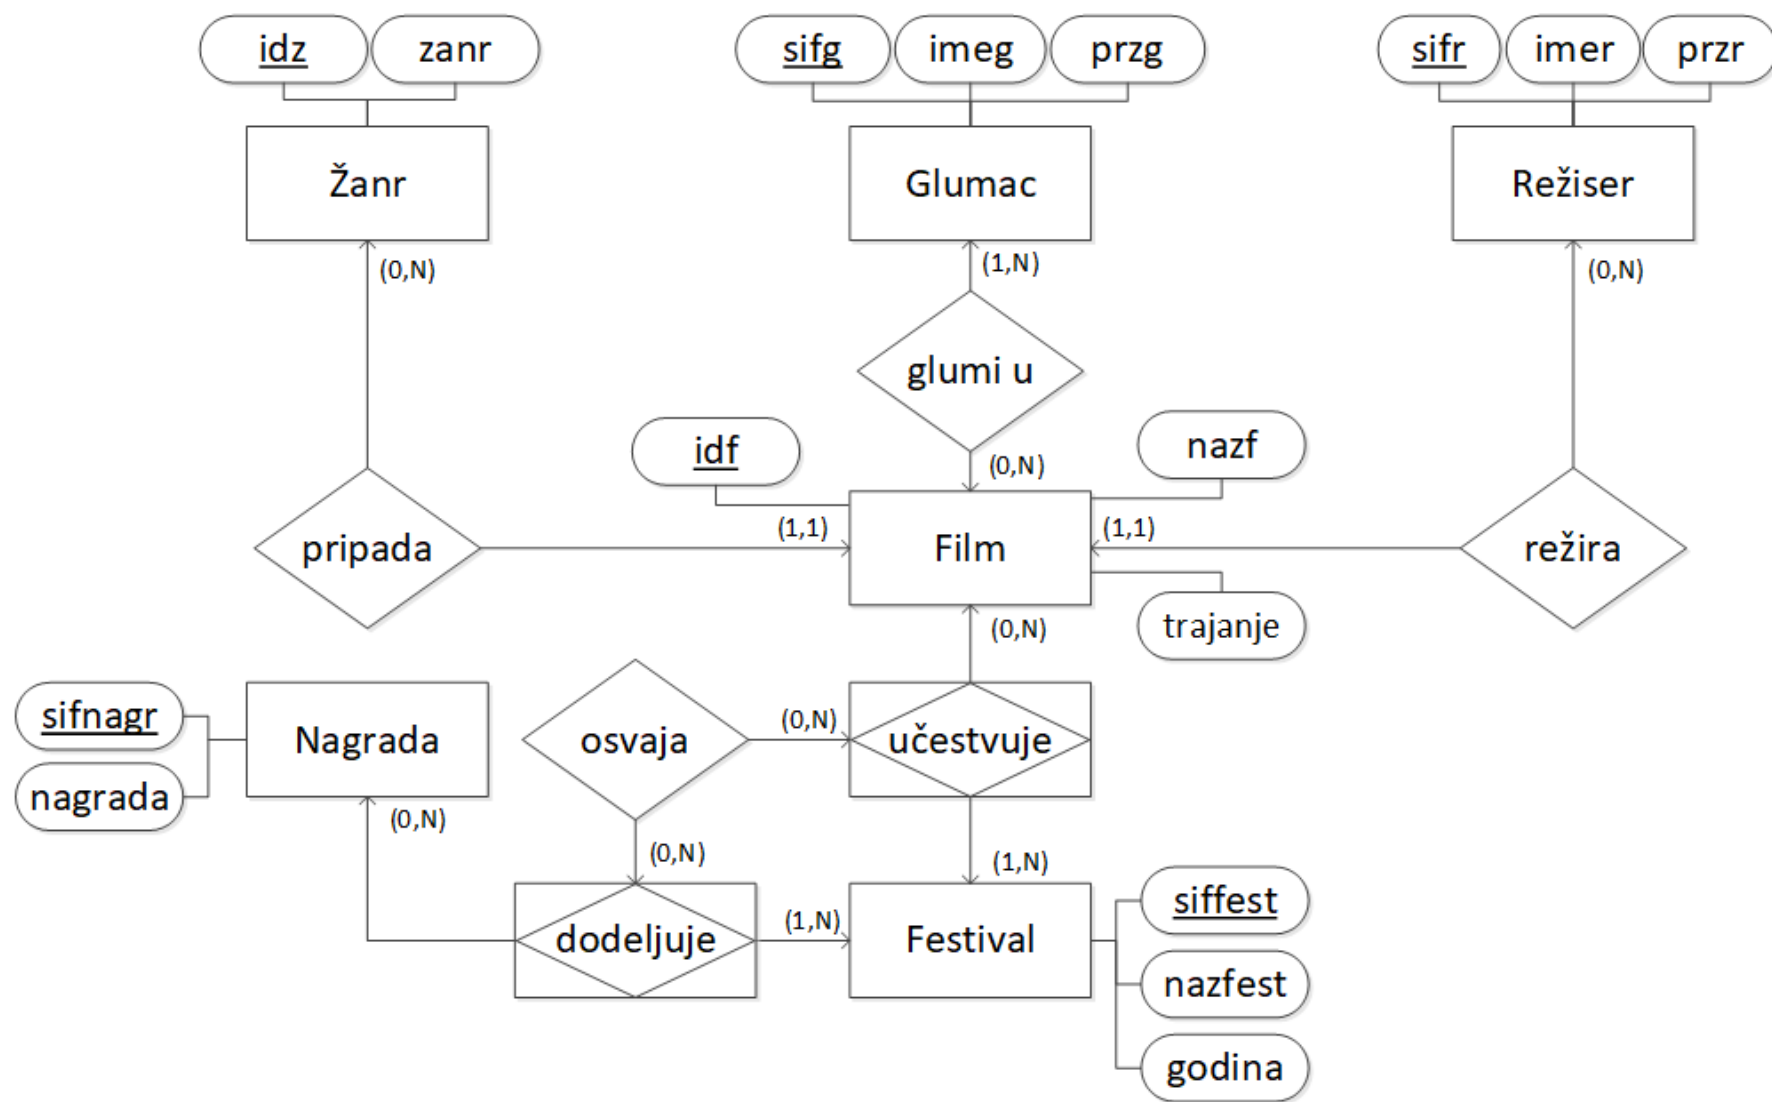 idz
zanr
sifg
imeg
przg
sifr
imer
przr
Žanr
Glumac
Režiser
(0,N)
(1,N)
(0,N)
glumi u
idf
nazf
(0,N)
pripada
(1,1)
Film
(1,1)
režira
trajanje
(0,N)
sifnagr
nagrada
Nagrada
osvaja
(0,N)
učestvuje
(0,N)
(0,N)
(1,N)
dodeljuje
(1,N)
Festival
siffest
nazfest
godina